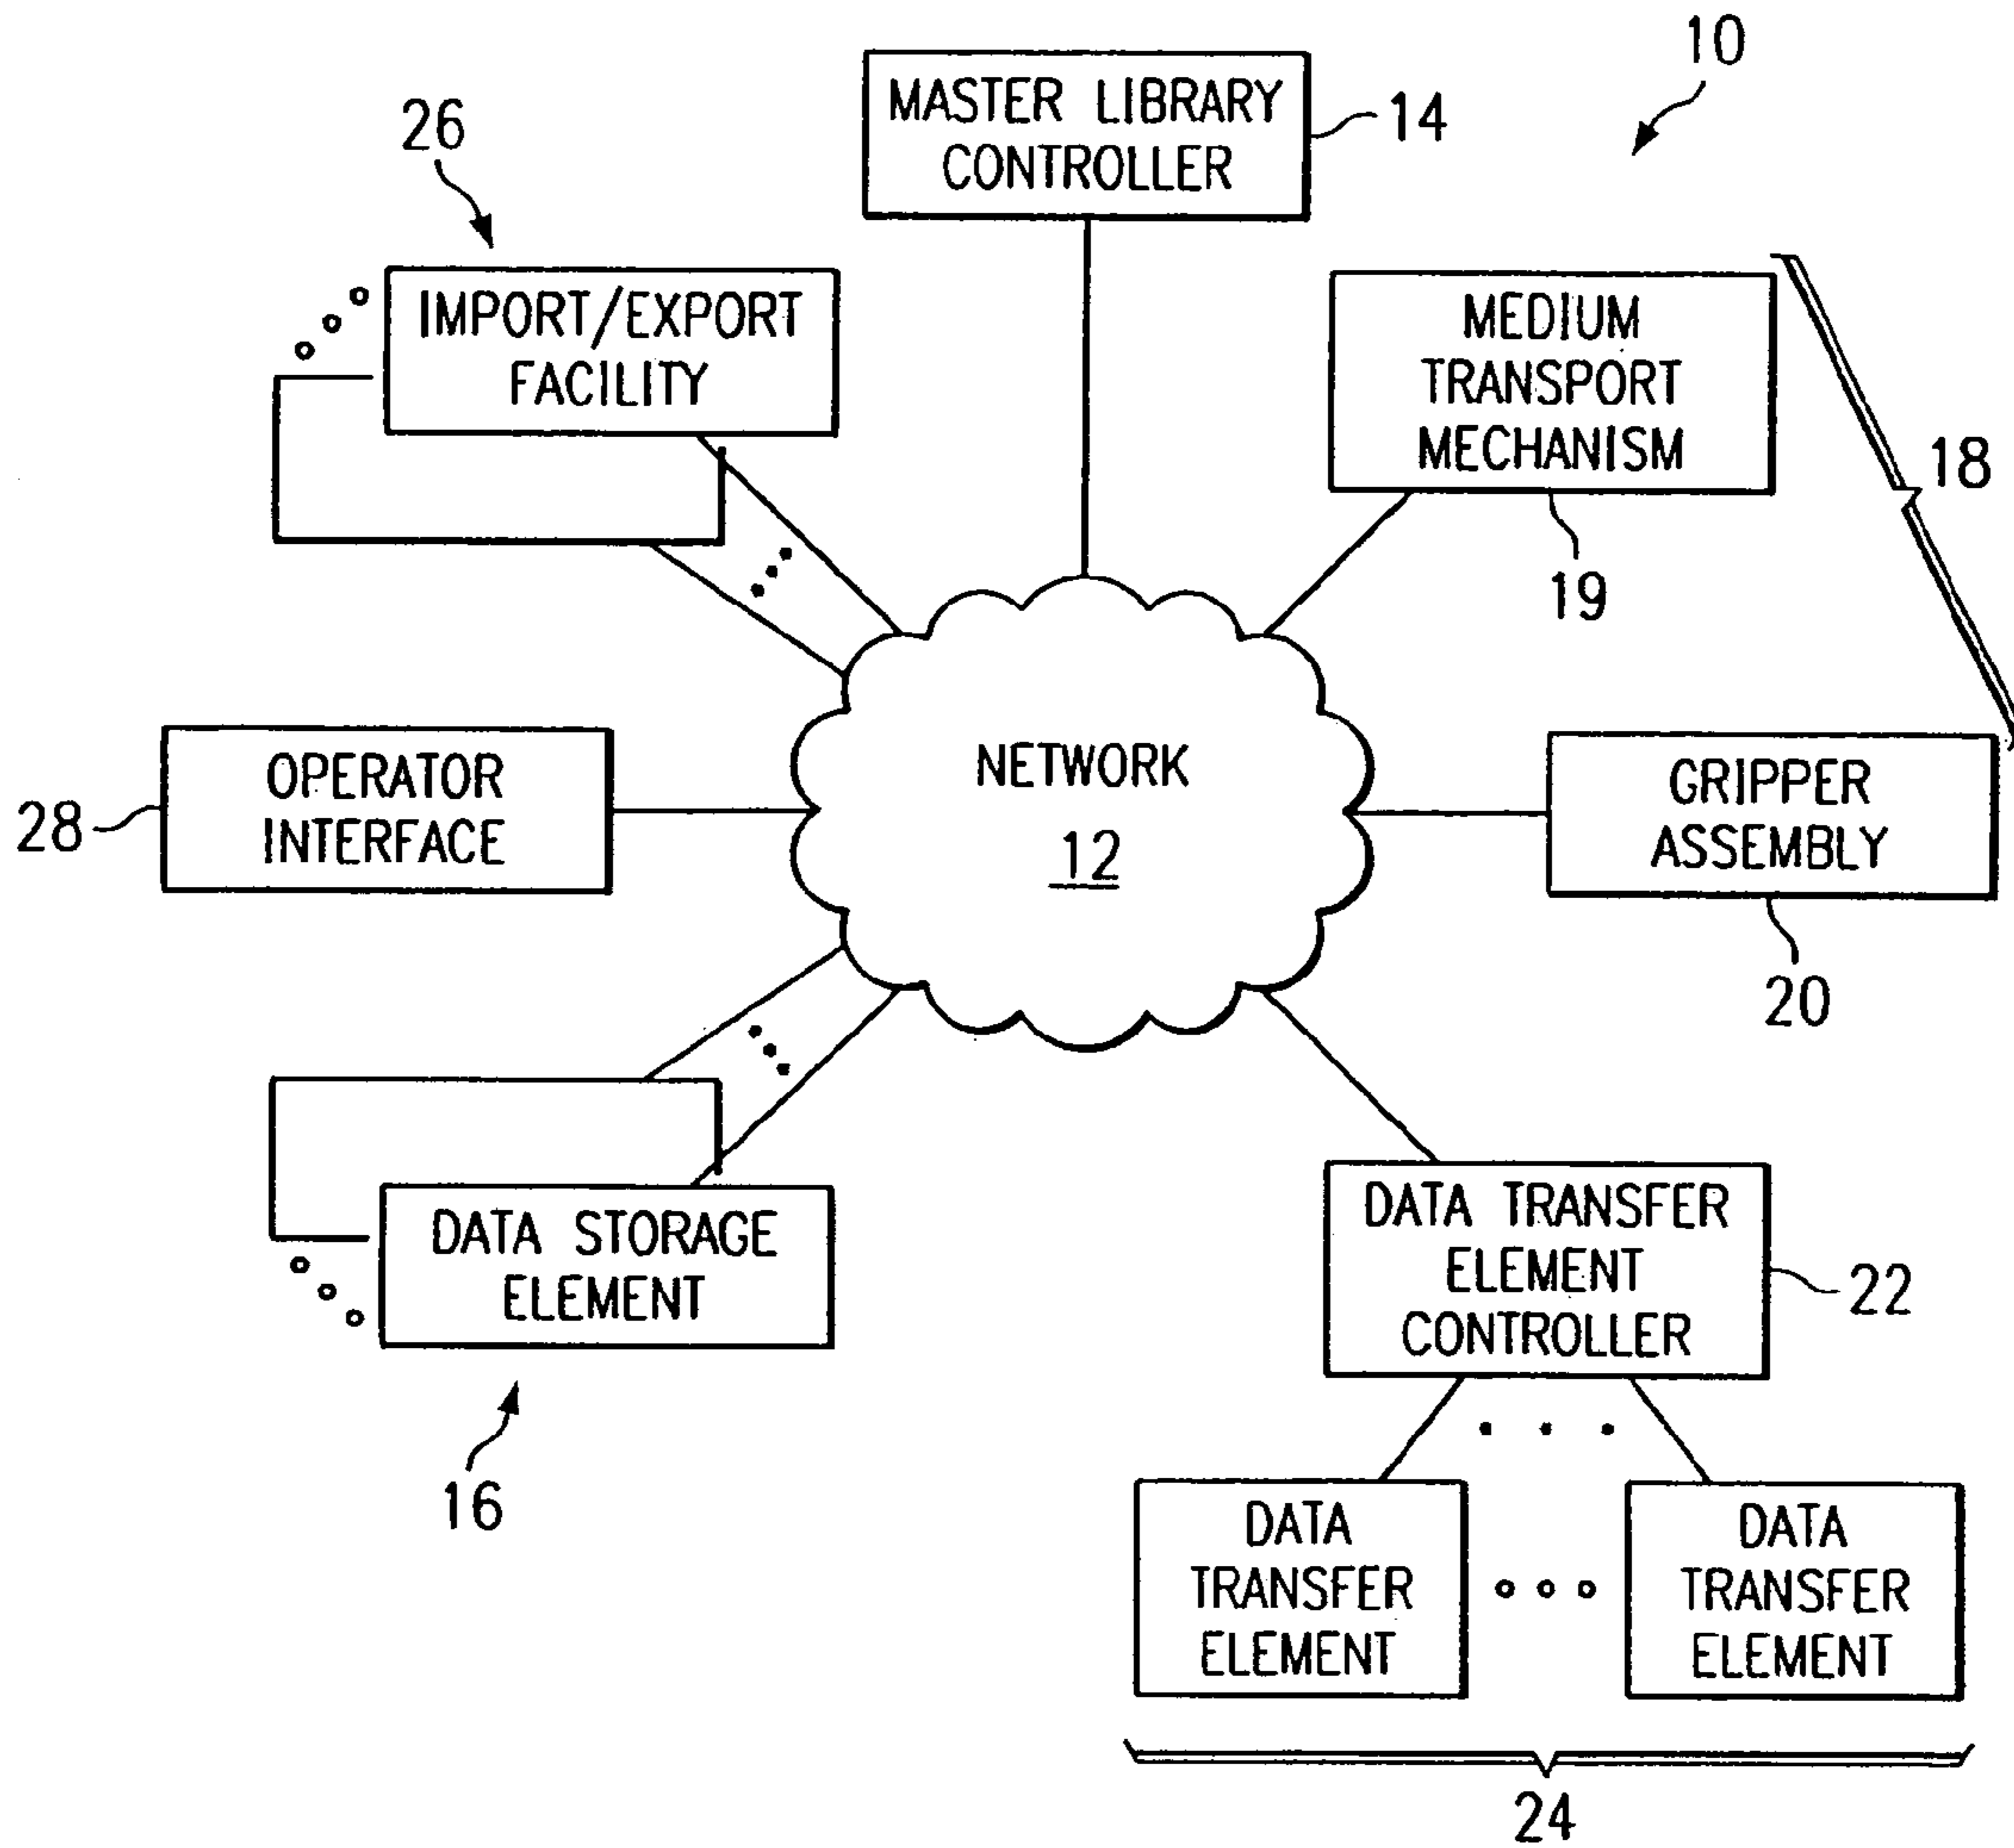 10
MASTER LIBRARY
CONTROLLER
14
26
IMPORT/EXPORT
FACILITY
MEDIUM
TRANSPORT
MECHANISM
18
19
NETWORK
12
OPERATOR
INTERFACE
28
GRIPPER
ASSEMBLY
20
DATA STORAGE
ELEMENT
16
DATA TRANSFER
ELEMENT
CONTROLLER
22
DATA
TRANSFER
ELEMENT
DATA
TRANSFER
ELEMENT
24